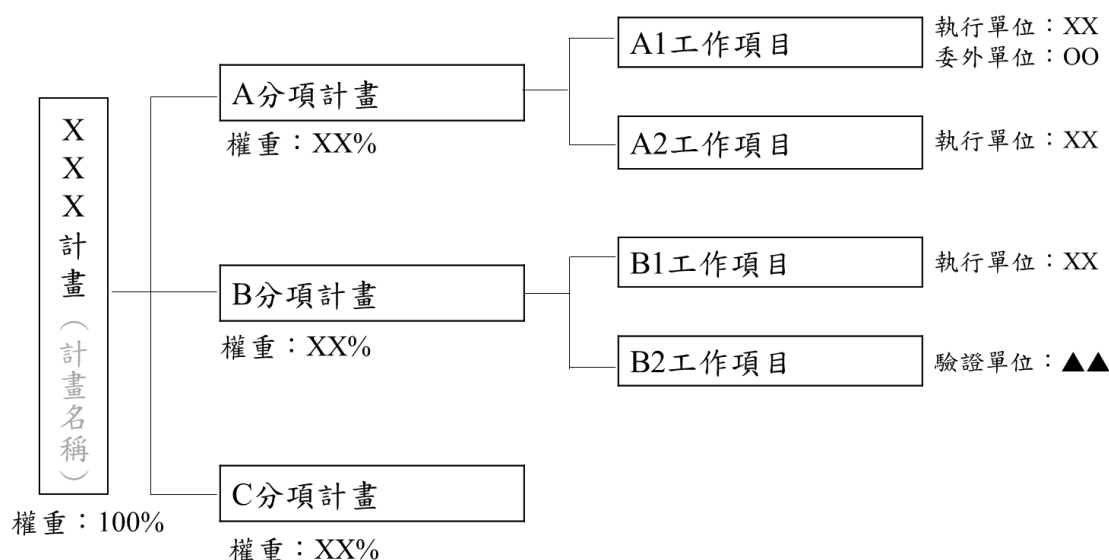 XXX計畫（計畫名稱）
權重：100%
A分項計畫
權重：XX%
A1工作項目
執行單位：XX
委外單位：OO
A2工作項目
執行單位：XX
B分項計畫
權重：XX%
B1工作項目
執行單位：XX
B2工作項目
驗證單位：▲▲
C分項計畫
權重：XX%